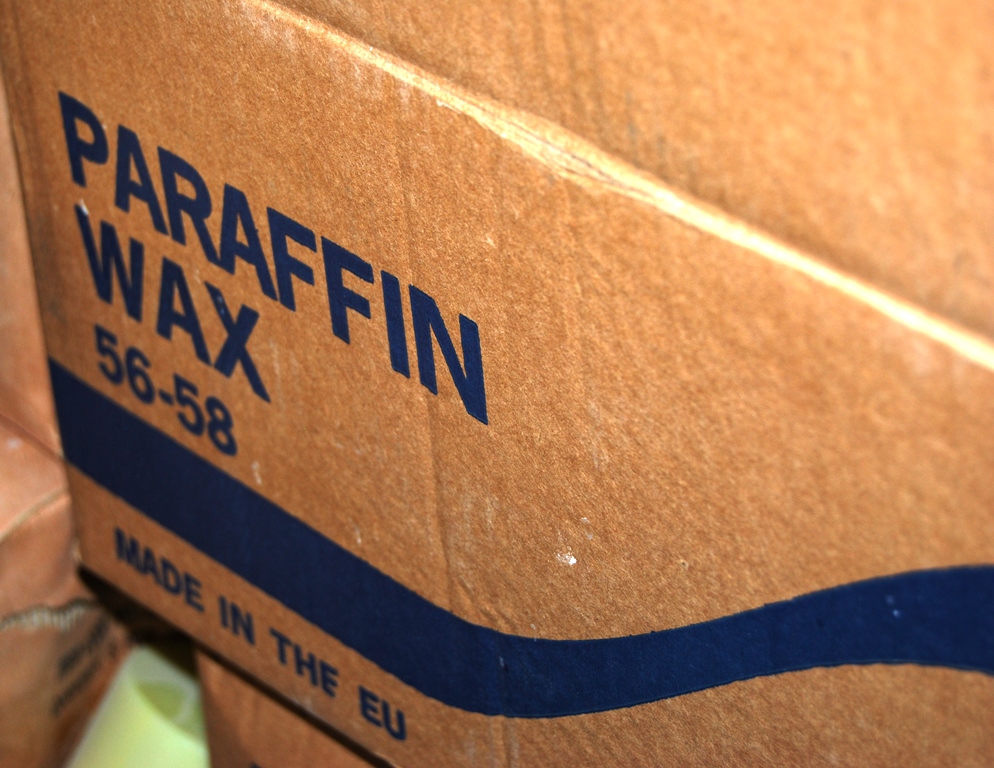 PARAFFIN
WAX
56-58
MADE IN THE EU